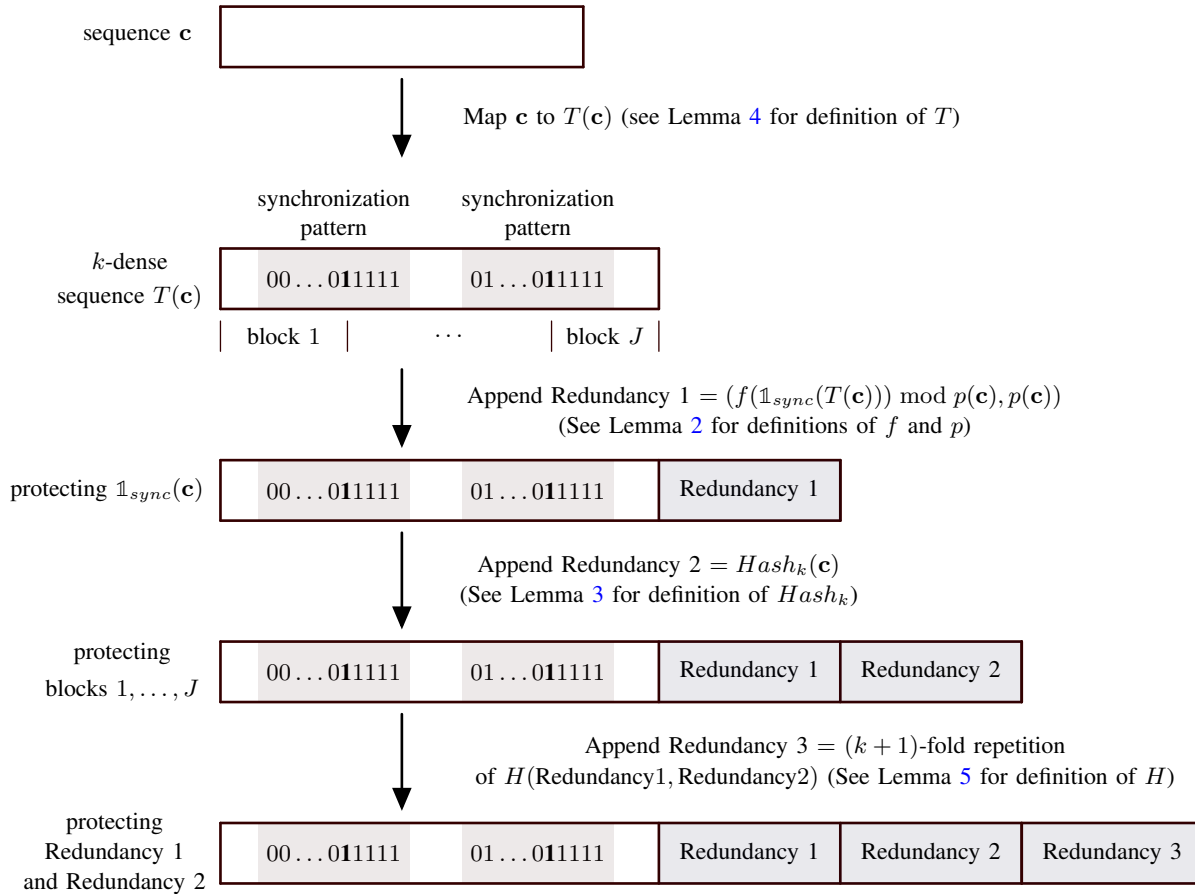 sequence c
Map c to T(c) (see Lemma 4 for definition of T)
synchronization pattern
synchronization pattern
k-dense
sequence T(c)
00...011111
01...011111
block 1
···
block J
Append Redundancy 1 = (f(𝟙sync(T(c))) mod p(c), p(c))
(See Lemma 2 for definitions of f and p)
protecting 𝟙sync(c)
00...011111
01...011111
Redundancy 1
Append Redundancy 2 = Hashk(c)
(See Lemma 3 for definition of Hashk)
protecting
blocks 1, ..., J
00...011111
01...011111
Redundancy 1
Redundancy 2
Append Redundancy 3 = (k + 1)-fold repetition
of H(Redundancy1, Redundancy2) (See Lemma 5 for definition of H)
protecting
Redundancy 1
and Redundancy 2
00...011111
01...011111
Redundancy 1
Redundancy 2
Redundancy 3